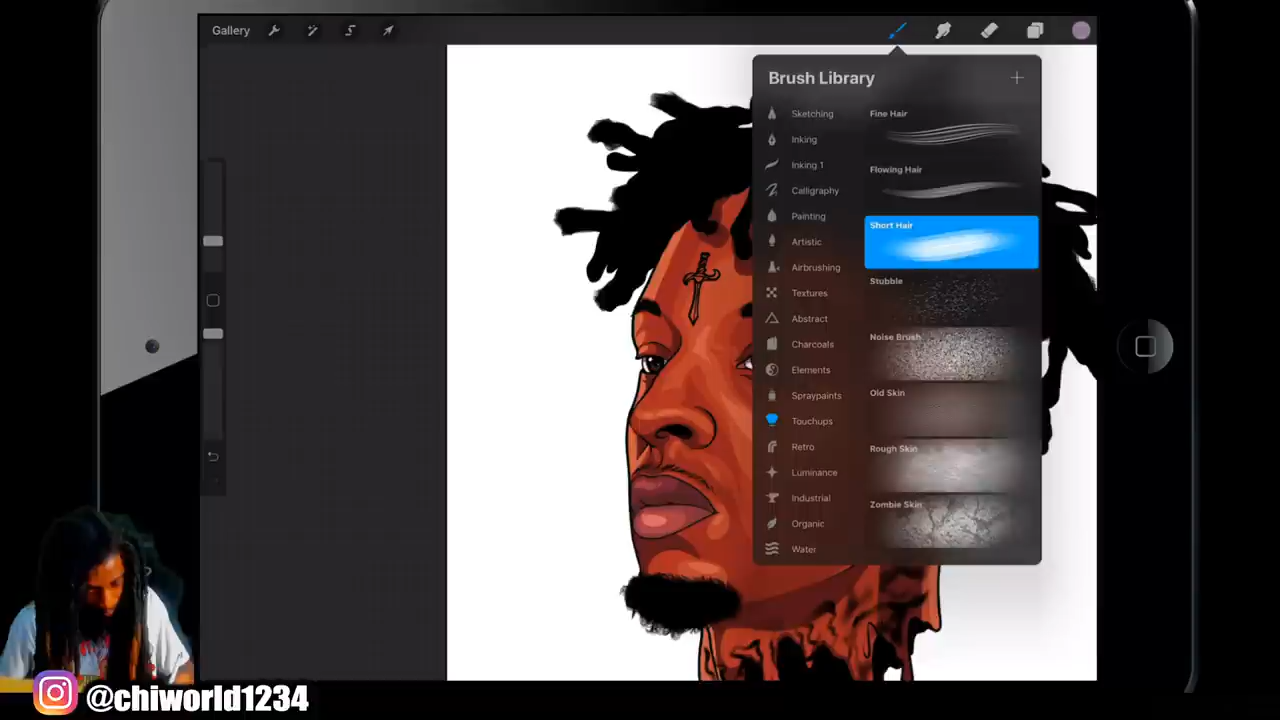 Gallery
Brush Library
Sketching
Inking
Inking 1
Calligraphy
Painting
Artistic
Airbrushing
Textures
Abstract
Charcoals
Elements
Spraypaints
Touchups
Retro
Luminance
Industrial
Organic
Water
Fine Hair
Flowing Hair
Short Hair
Stubble
Noise Brush
Old Skin
Rough Skin
Zombie Skin
@chiworld1234